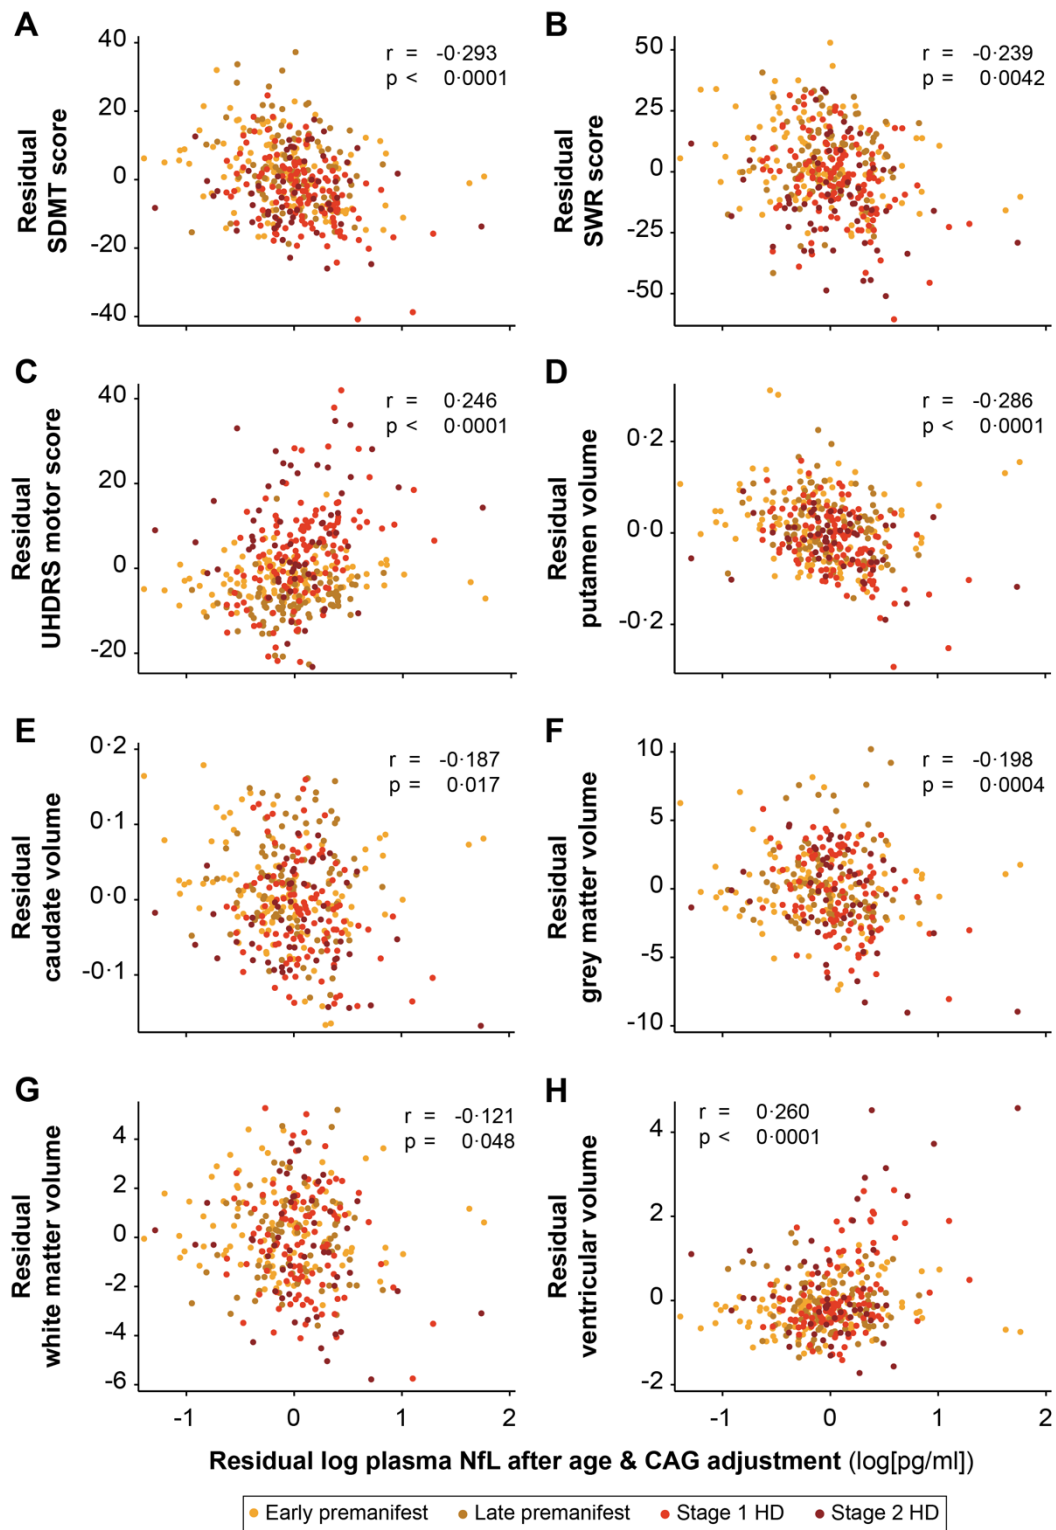 A
Residual
SDMT score
40
20
0
-20
-40
r = -0·293
p < 0·0001
B
Residual
SWR score
50
25
0
-25
-50
r = -0·239
p = 0·0042
C
Residual
UHDRS motor score
40
20
0
-20
r = 0·246
p < 0·0001
D
Residual
putamen volume
0·2
0·0
-0·2
r = -0·286
p < 0·0001
E
Residual
caudate volume
0·2
0·1
0·0
-0·1
r = -0·187
p = 0·017
F
Residual
grey matter volume
10
5
0
-5
-10
r = -0·198
p = 0·0004
G
Residual
white matter volume
4
2
0
-2
-4
-6
r = -0·121
p = 0·048
-1 0 1 2
H
Residual
ventricular volume
4
2
0
-2
r = 0·260
p < 0·0001
-1 0 1 2
Residual log plasma NfL after age & CAG adjustment (log[pg/ml])
Early premanifest Late premanifest Stage 1 HD Stage 2 HD